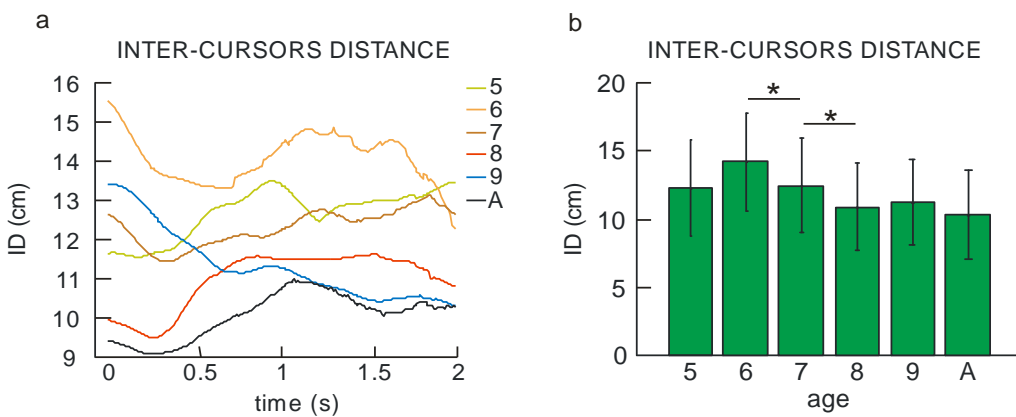 a
INTER-CURSORS DISTANCE
16
15
14
13
12
11
10
9
ID (cm)
0 0.5 1 1.5 2
time (s)
5
6
7
8
9
A
b
INTER-CURSORS DISTANCE
20
15
10
5
0
ID (cm)
* *
5 6 7 8 9 A
age